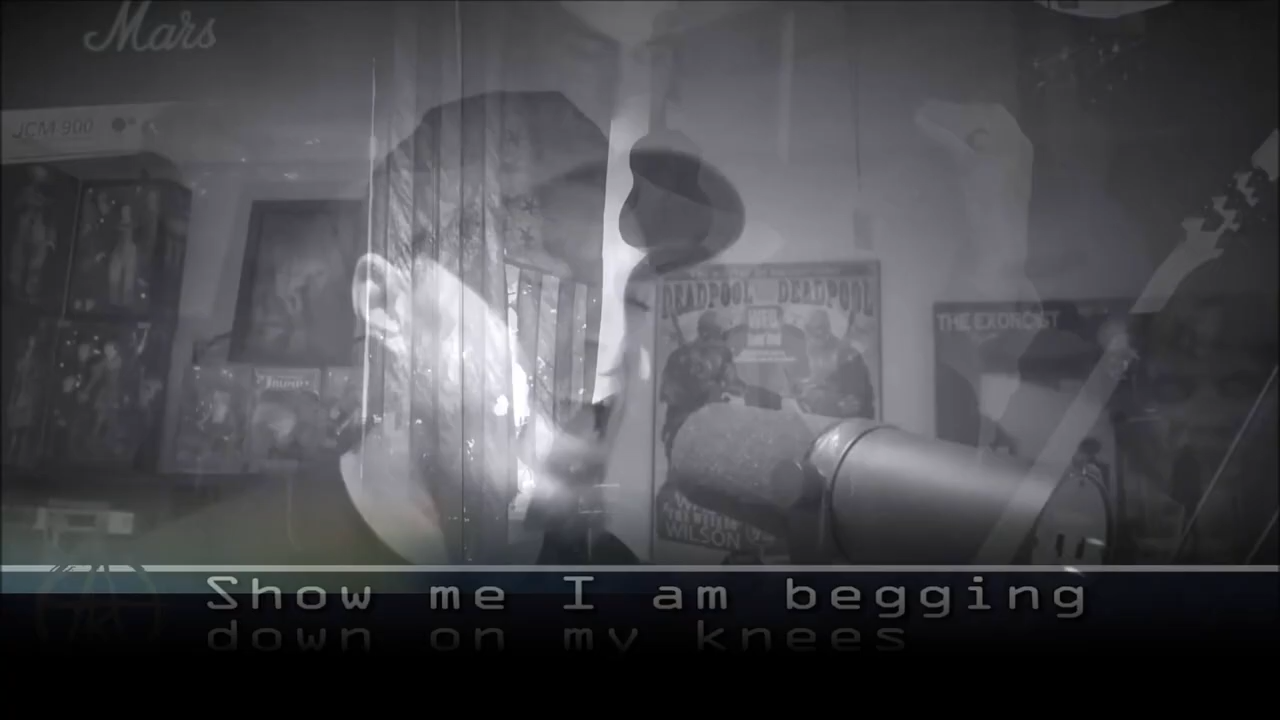 Mars
JCM 900
DEADPOOL DEADPOOL
THE EXORCIST
WILSON
Show me I am begging
down on my knees